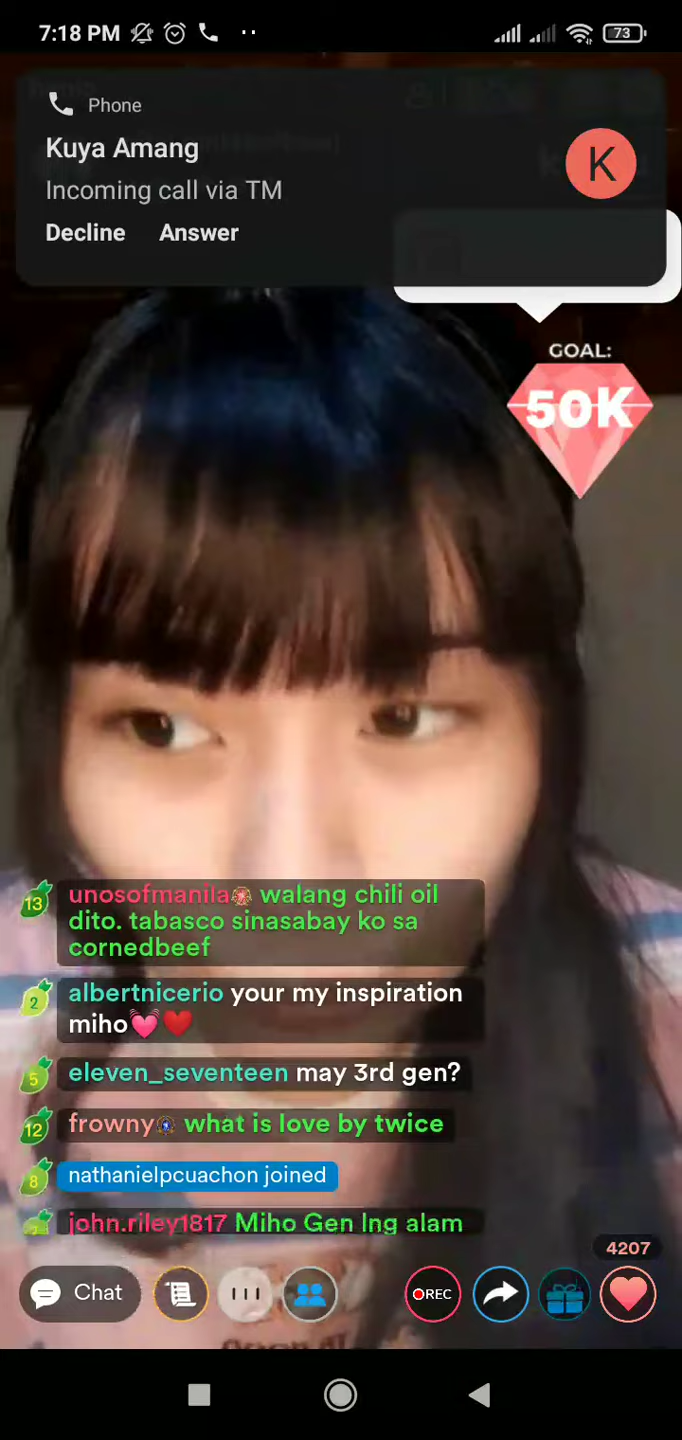 7:18 PM
73
Phone
Kuya Amang
K
Incoming call via TM
Decline Answer
GOAL:
50K
13 unosofmanila walang chili oil
dito. tabasco sinasabay ko sa
cornedbeef
2 albertnicerio your my inspiration
miho💓❤️
5 eleven_seventeen may 3rd gen?
12 frowny what is love by twice
8 nathanielpcuachon joined
john.riley1817 Miho Gen lng alam
4207
Chat
REC